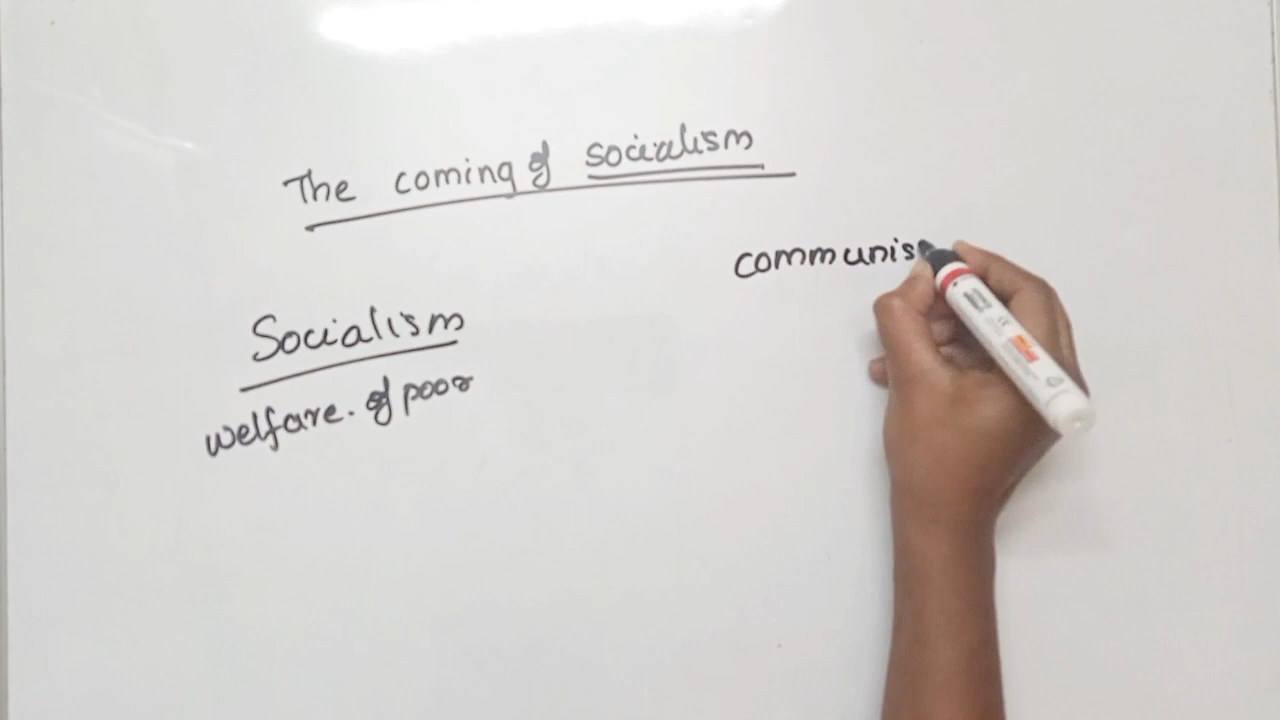 The coming of socialism
communis
Socialism
welfare. of poor